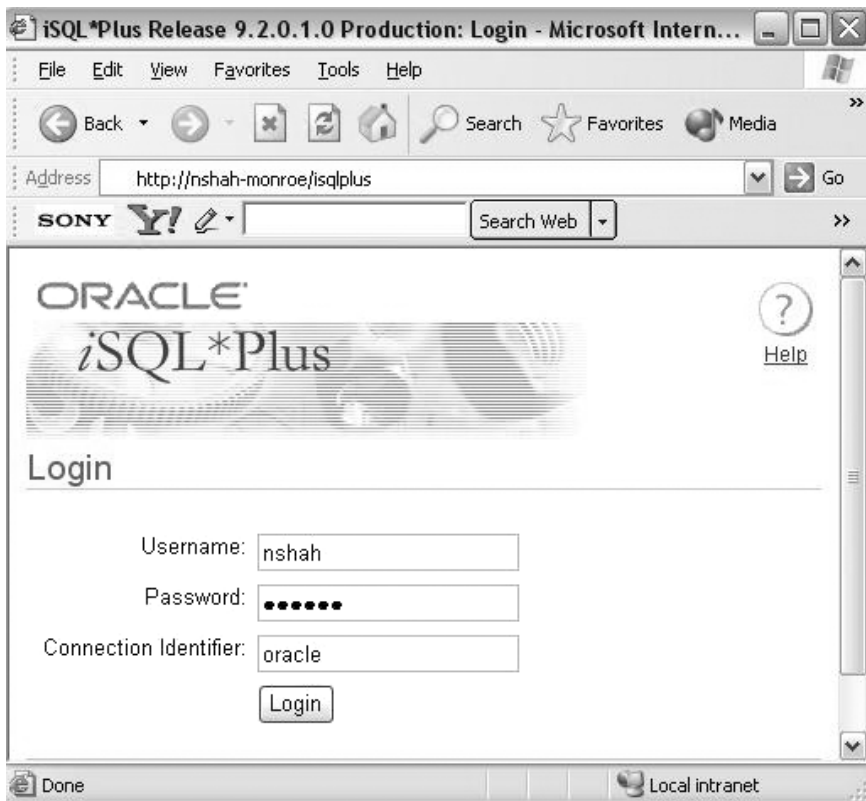 iSQL*Plus Release 9.2.0.1.0 Production: Login - Microsoft Intern...
File Edit View Favorites Tools Help
Back Search Favorites Media »
Address http://nshah-monroe/isqlplus Go
SONY Y! Search Web »
ORACLE
iSQL*Plus
?
Help
Login
Username: nshah
Password: ••••••
Connection Identifier: oracle
Login
Done Local intranet